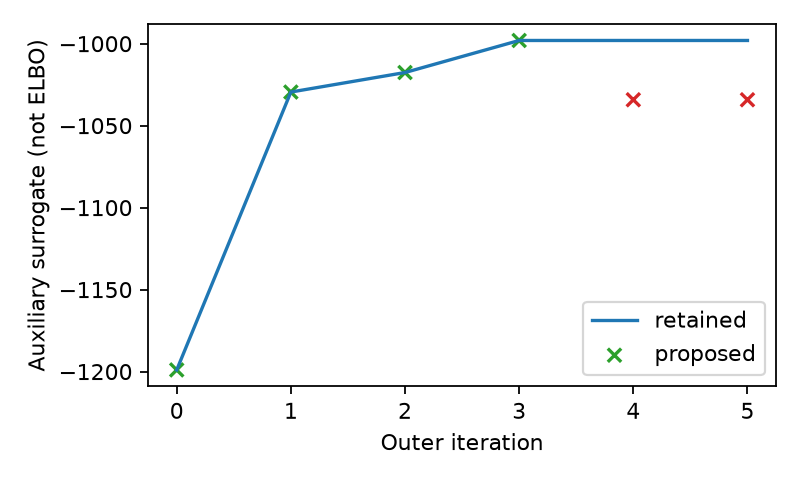 Auxiliary surrogate (not ELBO)
−1000
−1050
−1100
−1150
−1200
retained
proposed
0 1 2 3 4 5
Outer iteration